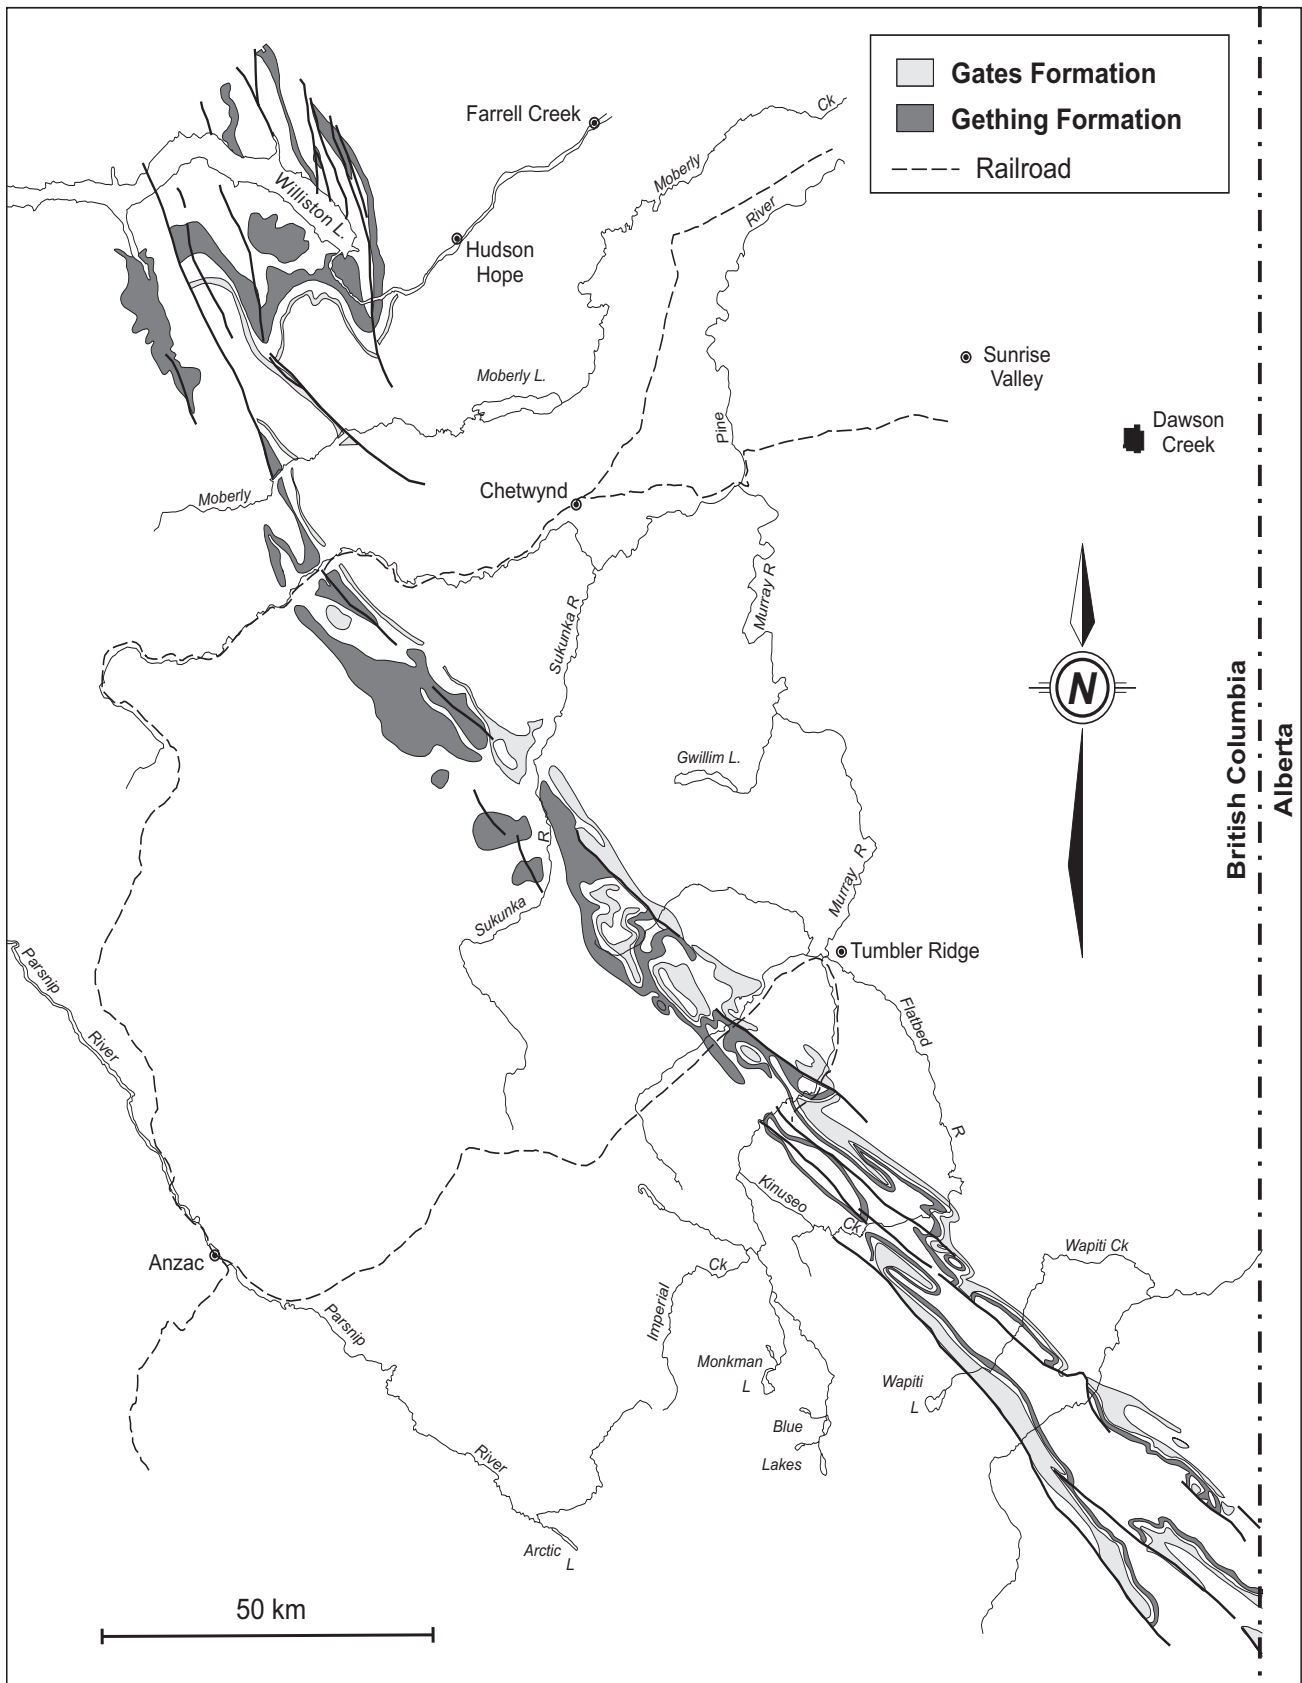 Gates Formation
Gething Formation
Railroad
Farrell Creek
Ck
Moberly
River
Williston L.
Hudson
Hope
Sunrise
Valley
Moberly L.
Pine
Dawson
Creek
Moberly
Chetwynd
Sukunka R
Murray R
N
British Columbia
Alberta
Gwillim L.
R
Sukunka
Murray R
Tumbler Ridge
Parsnip
River
Flatbed
R
Kinuseo
Ck
Anzac
Ck
Wapiti Ck
Imperial
Parsnip
Monkman
L
Wapiti
L
Blue
Lakes
River
Arctic
L
50 km